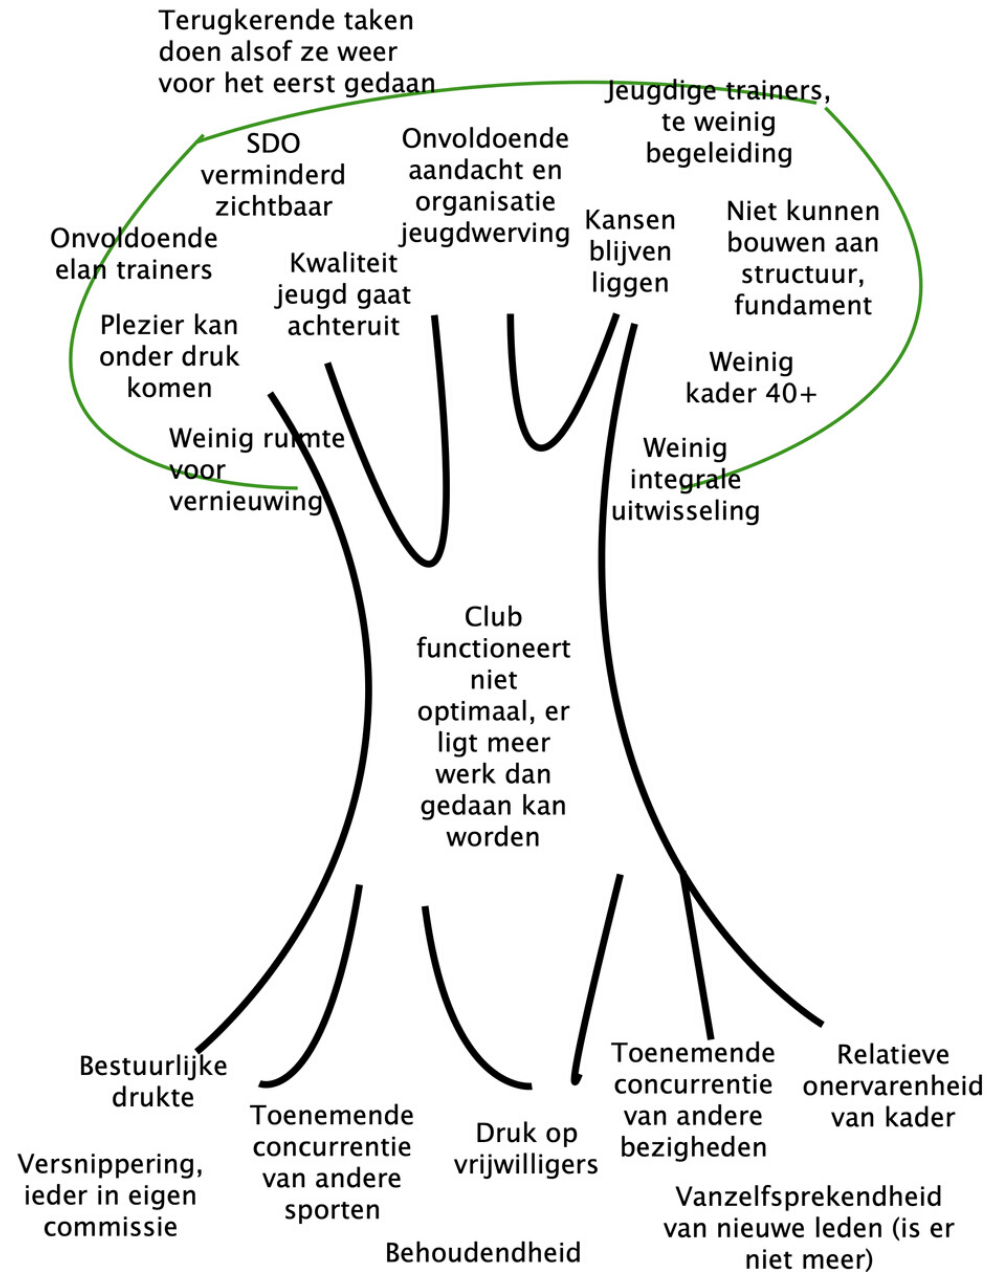 Terugkerende taken
doen alsof ze weer
voor het eerst gedaan
Jeugdige trainers,
te weinig
begeleiding
SDO
verminderd
zichtbaar
Onvoldoende
aandacht en
organisatie
jeugdwerving
Kansen
blijven
liggen
Niet kunnen
bouwen aan
structuur,
fundament
Onvoldoende
elan trainers
Kwaliteit
jeugd gaat
achteruit
Plezier kan
onder druk
komen
Weinig
kader 40+
Weinig ruimte
voor
vernieuwing
Weinig
integrale
uitwisseling
Club
functioneert
niet
optimaal, er
ligt meer
werk dan
gedaan kan
worden
Bestuurlijke
drukte
Toenemende
concurrentie
van andere
sporten
Druk op
vrijwilligers
Toenemende
concurrentie
van andere
bezigheden
Relatieve
onervarenheid
van kader
Versnippering,
ieder in eigen
commissie
Behoudendheid
Vanzelfsprekendheid
van nieuwe leden (is er
niet meer)